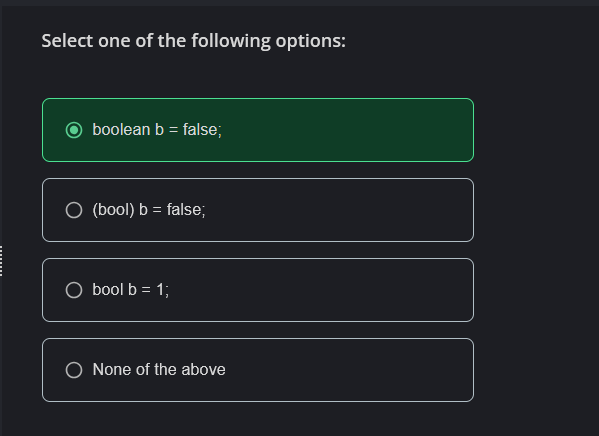 Select one of the following options:
boolean b = false;
(bool) b = false;
bool b = 1;
None of the above